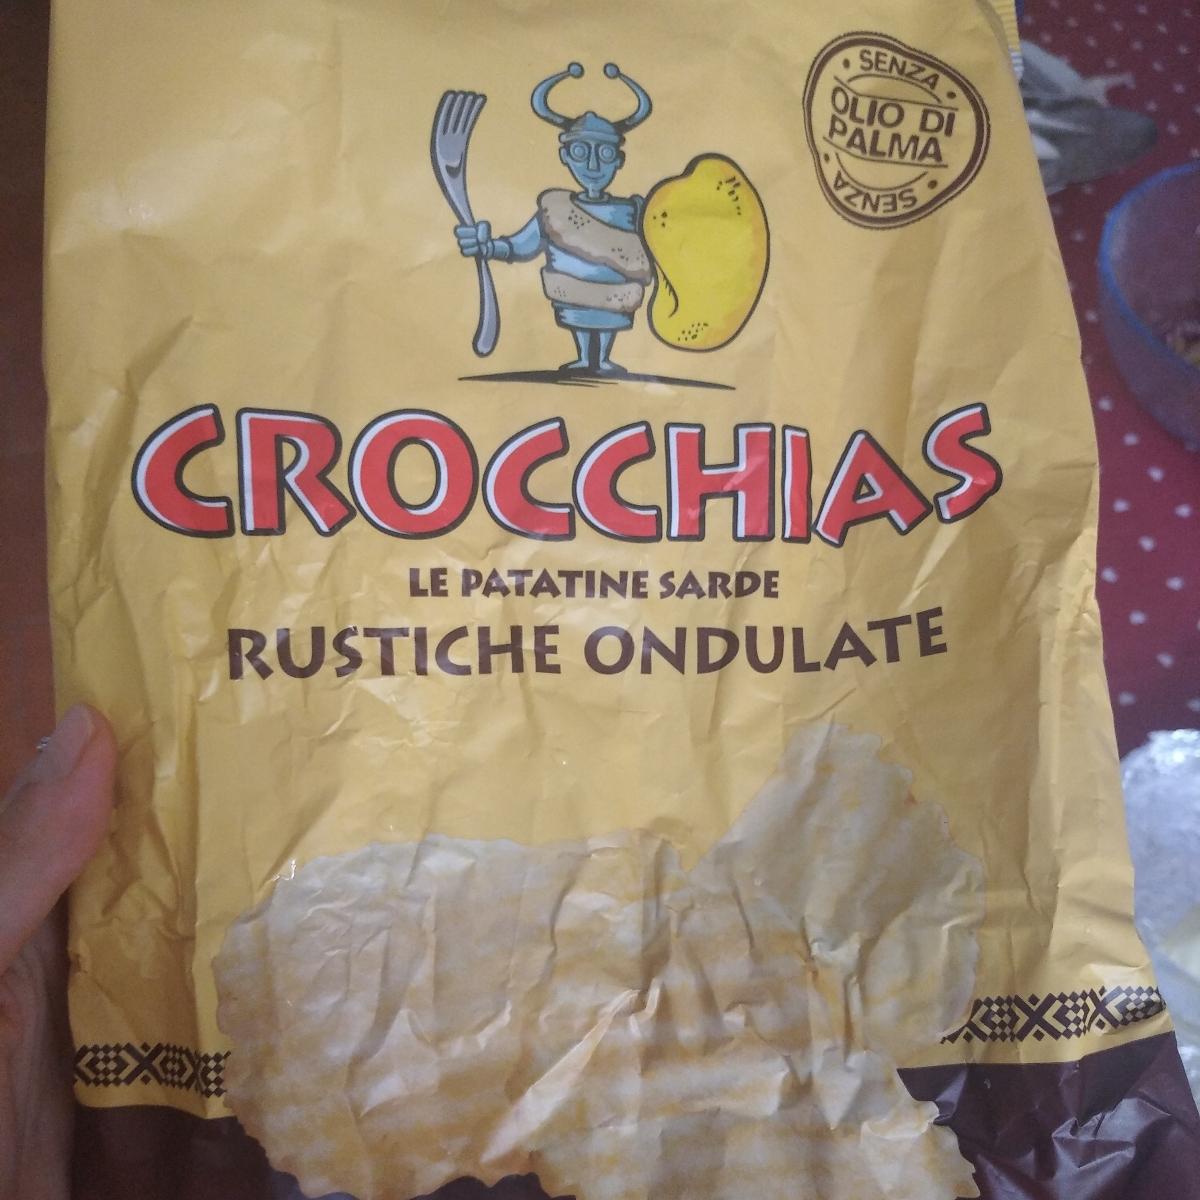 SENZA
OLIO DI
PALMA
SENZA
CROCCHIAS
LE PATATINE SARDE
RUSTICHE ONDULATE